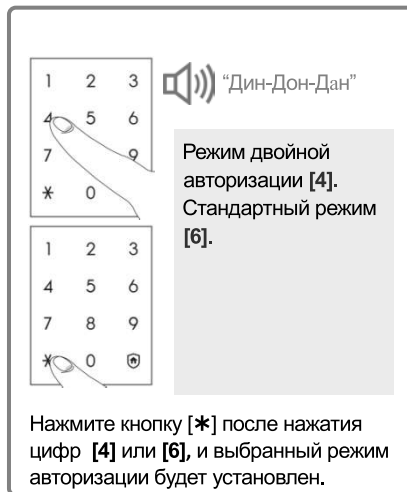 1 2 3
4 5 6
7 9
* 0
“Дин-Дон-Дан”
Режим двойной
авторизации [4].
Стандартный режим
[6].
1 2 3
4 5 6
7 8 9
* 0
Нажмите кнопку [*] после нажатия
цифр [4] или [6], и выбранный режим
авторизации будет установлен.